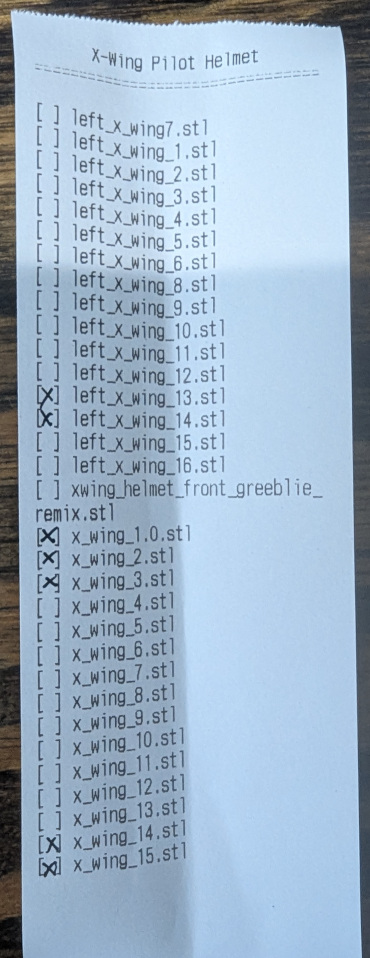 X-Wing Pilot Helmet
================================
[ ] left_x_wing7.stl
[ ] left_x_wing_1.stl
[ ] left_x_wing_2.stl
[ ] left_x_wing_3.stl
[ ] left_x_wing_4.stl
[ ] left_x_wing_5.stl
[ ] left_x_wing_6.stl
[ ] left_x_wing_8.stl
[ ] left_x_wing_9.stl
[ ] left_x_wing_10.stl
[ ] left_x_wing_11.stl
[ ] left_x_wing_12.stl
[X] left_x_wing_13.stl
[X] left_x_wing_14.stl
[ ] left_x_wing_15.stl
[ ] left_x_wing_16.stl
[ ] xwing_helmet_front_greeblie_
remix.stl
[X] x_wing_1.0.stl
[X] x_wing_2.stl
[X] x_wing_3.stl
[ ] x_wing_4.stl
[ ] x_wing_5.stl
[ ] x_wing_6.stl
[ ] x_wing_7.stl
[ ] x_wing_8.stl
[ ] x_wing_9.stl
[ ] x_wing_10.stl
[ ] x_wing_11.stl
[ ] x_wing_12.stl
[ ] x_wing_13.stl
[X] x_wing_14.stl
[X] x_wing_15.stl